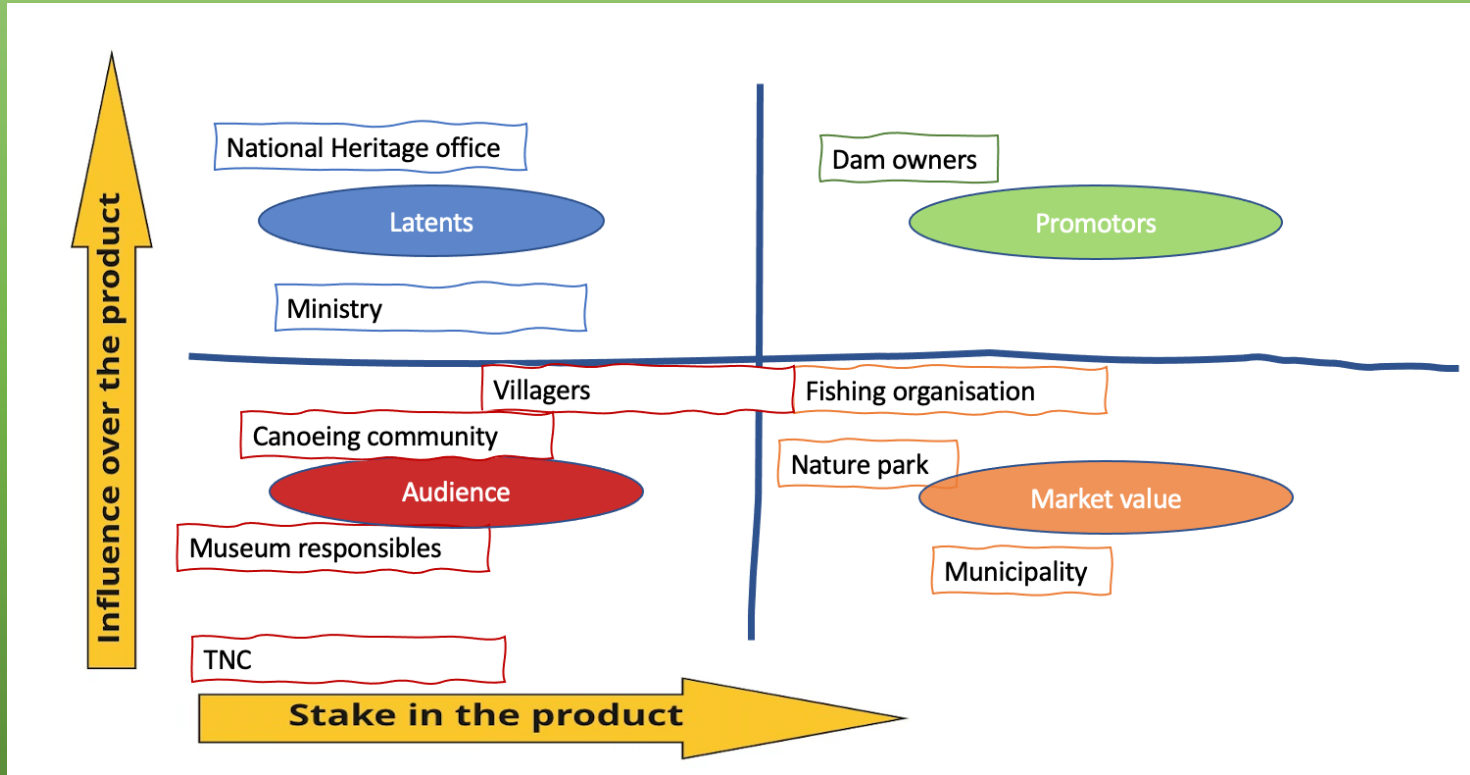 National Heritage office
Dam owners
Latents
Promotors
Ministry
Influence over the product
Villagers
Fishing organisation
Canoeing community
Nature park
Audience
Market value
Museum responsibles
Municipality
TNC
Stake in the product